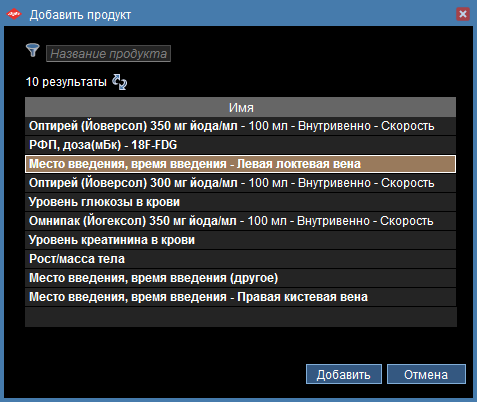 Добавить продукт
Название продукта
10 результаты
Имя
Оптирей (Йоверсол) 350 мг йода/мл - 100 мл - Внутривенно - Скорость
РФП, доза(мБк) - 18F-FDG
Место введения, время введения - Левая локтевая вена
Оптирей (Йоверсол) 300 мг йода/мл - 100 мл - Внутривенно - Скорость
Уровень глюкозы в крови
Омнипак (Йогексол) 350 мг йода/мл - 100 мл - Внутривенно - Скорость
Уровень креатинина в крови
Рост/масса тела
Место введения, время введения (другое)
Место введения, время введения - Правая кистевая вена
Добавить Отмена